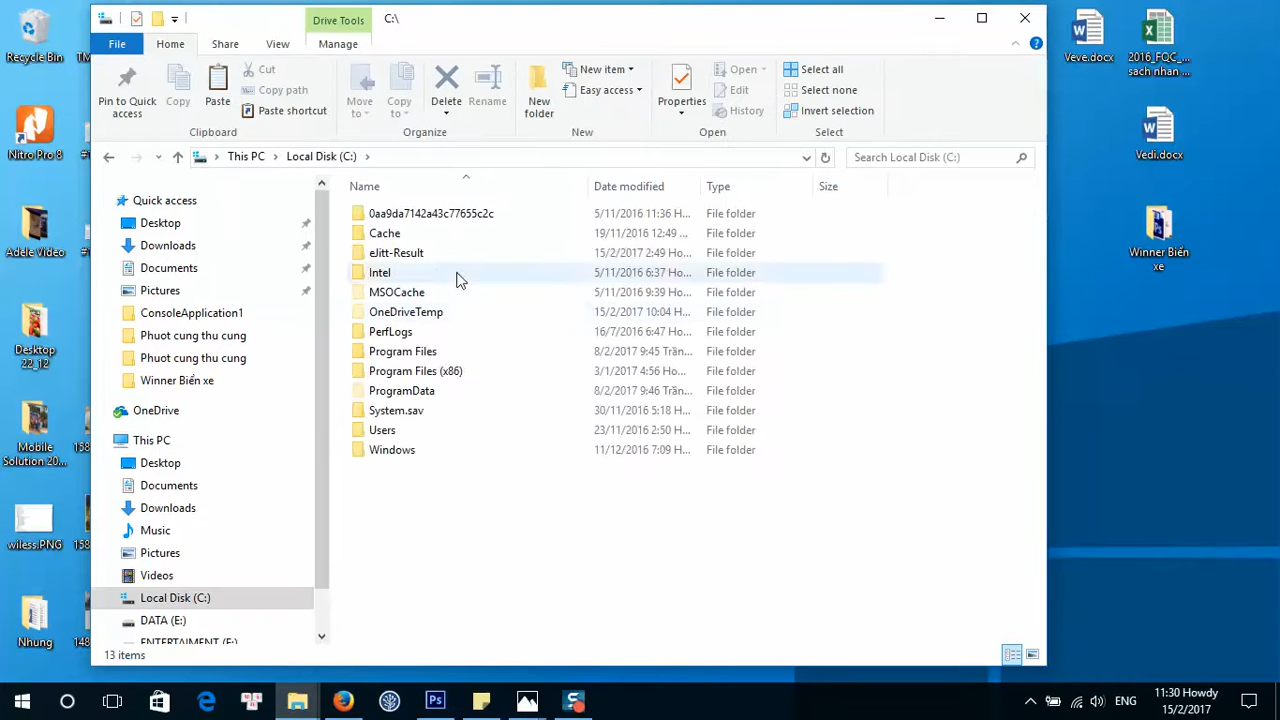 Drive Tools
C:\
File
Home
Share
View
Manage
Pin to Quick
access
Copy
Paste
Cut
Copy path
Paste shortcut
Clipboard
Move
to
Copy
to
Delete
Rename
Organize
New
folder
New item
Easy access
New
Properties
Open
Edit
History
Open
Select all
Select none
Invert selection
Select
This PC
Local Disk (C:)
Search Local Disk (C:)
Name
Date modified
Type
Size
0aa9da7142a43c77655c2c 5/11/2016 11:36 H... File folder
Cache 19/11/2016 12:49 ... File folder
eJitt-Result 15/2/2017 2:49 Ho... File folder
Intel 5/11/2016 6:37 Ho... File folder
MSOCache 5/11/2016 9:39 Ho... File folder
OneDriveTemp 15/2/2017 10:04 H... File folder
PerfLogs 16/7/2016 6:47 Ho... File folder
Program Files 8/2/2017 9:45 Trăn... File folder
Program Files (x86) 3/1/2017 4:56 Ho... File folder
ProgramData 8/2/2017 9:46 Trăn... File folder
System.sav 30/11/2016 5:18 H... File folder
Users 23/11/2016 2:50 H... File folder
Windows 11/12/2016 7:09 H... File folder
Quick access
Desktop
Downloads
Documents
Pictures
ConsoleApplication1
Phuot cung thu cung
Phuot cung thu cung
Winner Biển xe
OneDrive
This PC
Desktop
Documents
Downloads
Music
Pictures
Videos
Local Disk (C:)
DATA (E:)
ENTERTAIMENT (F:)
13 items
Recycle Bin
Nitro Pro 8
Adele Video
Desktop
22_12
Mobile
Solution 20...
wiless.PNG
Nhung
Veve.docx
2016_FQC_...
sach nhan ...
Vedi.docx
Winner Biển
xe
Ps
ENG
11:30 Howdy
15/2/2017